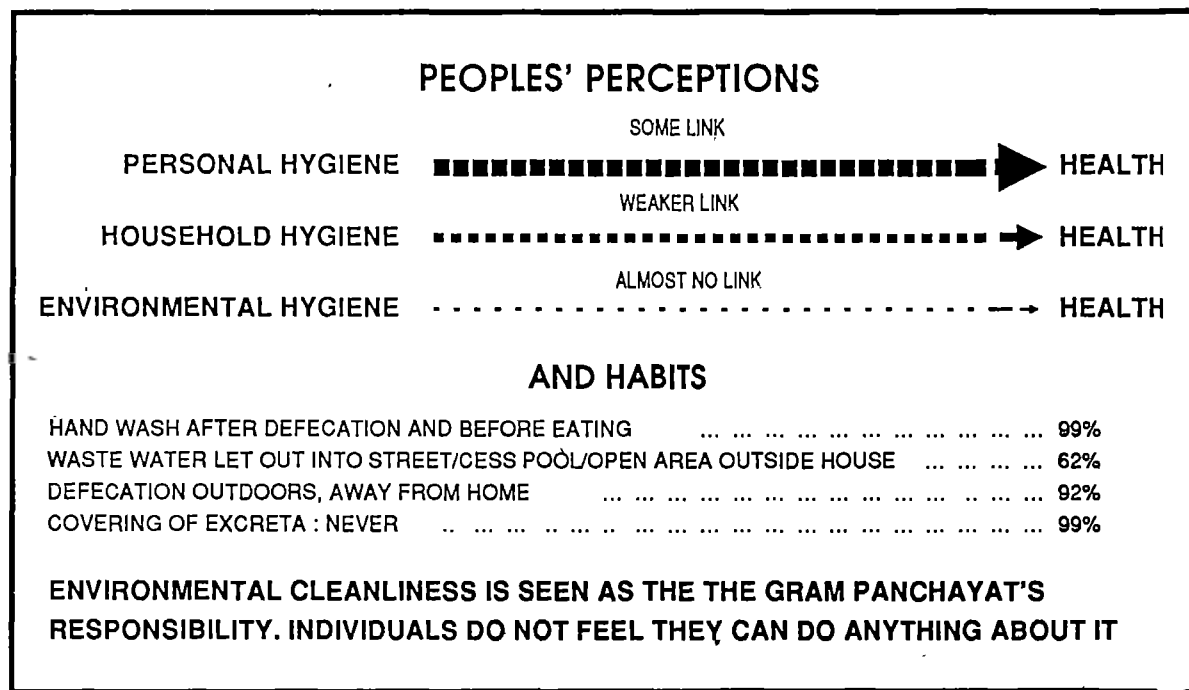 PEOPLES' PERCEPTIONS
SOME LINK
PERSONAL HYGIENE HEALTH
WEAKER LINK
HOUSEHOLD HYGIENE HEALTH
ALMOST NO LINK
ENVIRONMENTAL HYGIENE HEALTH
AND HABITS
HAND WASH AFTER DEFECATION AND BEFORE EATING ... ... ... ... ... ... ... ... ... ... ... 99%
WASTE WATER LET OUT INTO STREET/CESS POOL/OPEN AREA OUTSIDE HOUSE ... ... ... ... 62%
DEFECATION OUTDOORS, AWAY FROM HOME ... ... ... ... ... ... ... ... ... ... ... .. ... ... 92%
COVERING OF EXCRETA : NEVER .. ... ... .. ... .. ... ... ... ... ... ... ... ... ... ... ... ... ... 99%
ENVIRONMENTAL CLEANLINESS IS SEEN AS THE THE GRAM PANCHAYAT'S
RESPONSIBILITY. INDIVIDUALS DO NOT FEEL THEY CAN DO ANYTHING ABOUT IT